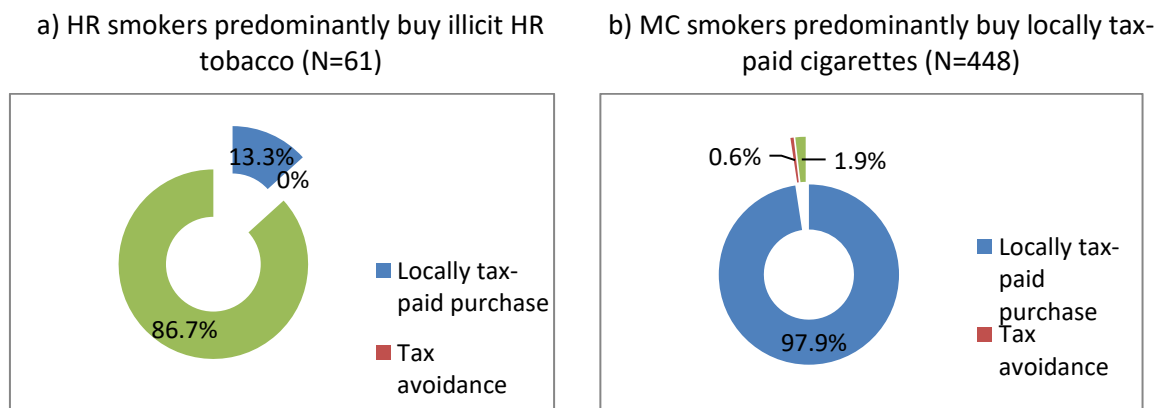 a) HR smokers predominantly buy illicit HR
tobacco (N=61)
13.3%
0%
86.7%
Locally tax-
paid purchase
Tax
avoidance
b) MC smokers predominantly buy locally tax-
paid cigarettes (N=448)
0.6%
1.9%
97.9%
Locally tax-
paid
purchase
Tax
avoidance